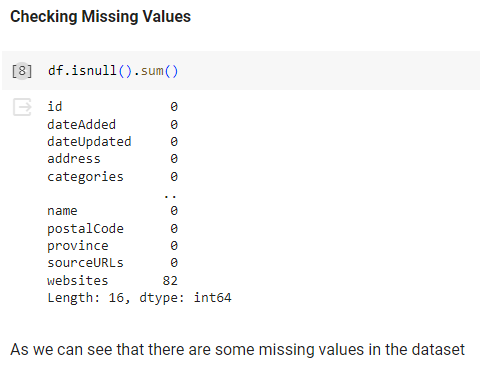 Checking Missing Values
[8] df.isnull().sum()
id 0
dateAdded 0
dateUpdated 0
address 0
categories 0
..
name 0
postalCode 0
province 0
sourceURLs 0
websites 82
Length: 16, dtype: int64
As we can see that there are some missing values in the dataset